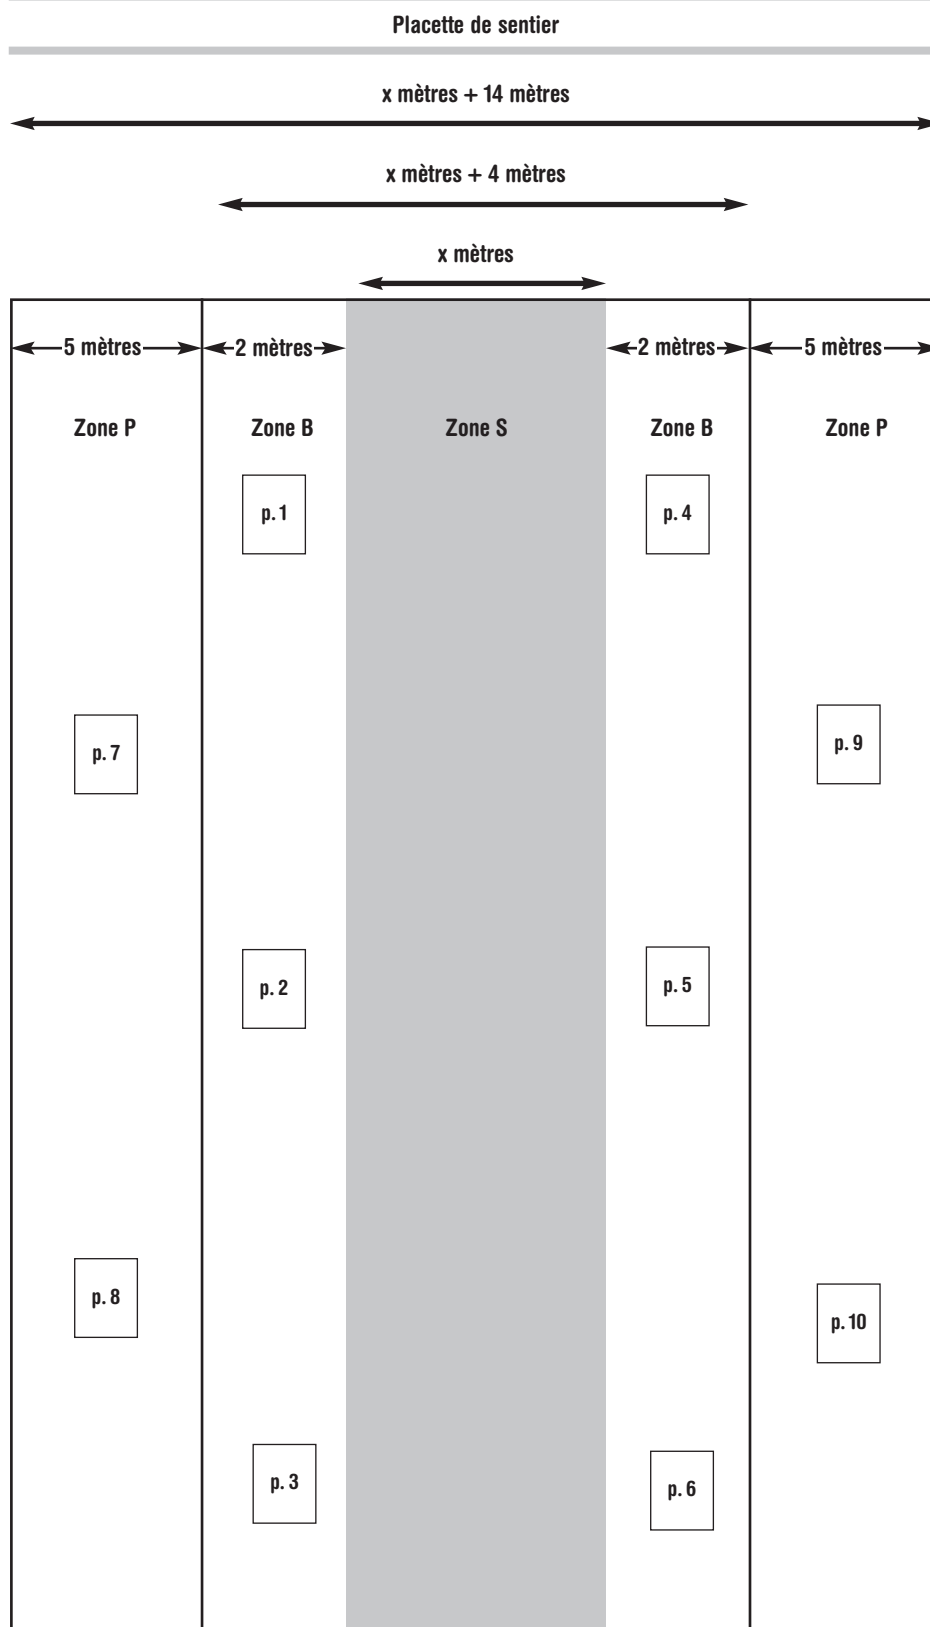 Placette de sentier
x mètres + 14 mètres
x mètres + 4 mètres
x mètres
5 mètres 2 mètres 2 mètres 5 mètres
Zone P Zone B Zone S Zone B Zone P
p. 1 p. 4
p. 7 p. 9
p. 2 p. 5
p. 8 p. 10
p. 3 p. 6